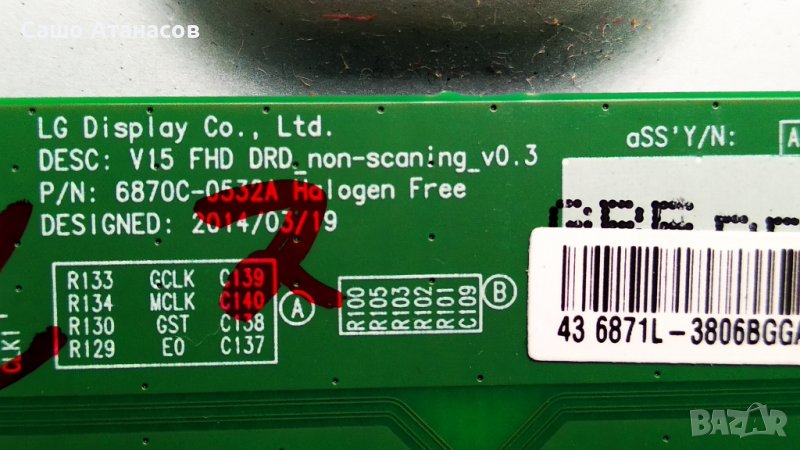 Сашо Атанасов
LG Display Co., Ltd.
DESC: V15 FHD DRD_non-scaning_v0.3
P/N: 6870C-0532A Halogen Free
DESIGNED: 2014/03/19
aSS'Y/N:
R133 GCLK C139
R134 MCLK C140
R130 GST C138
R129 EO C137
A
R100
R105
R103
R102
R101
C109
B
CLK1
43 6871L-3806BGGA
BAZAR